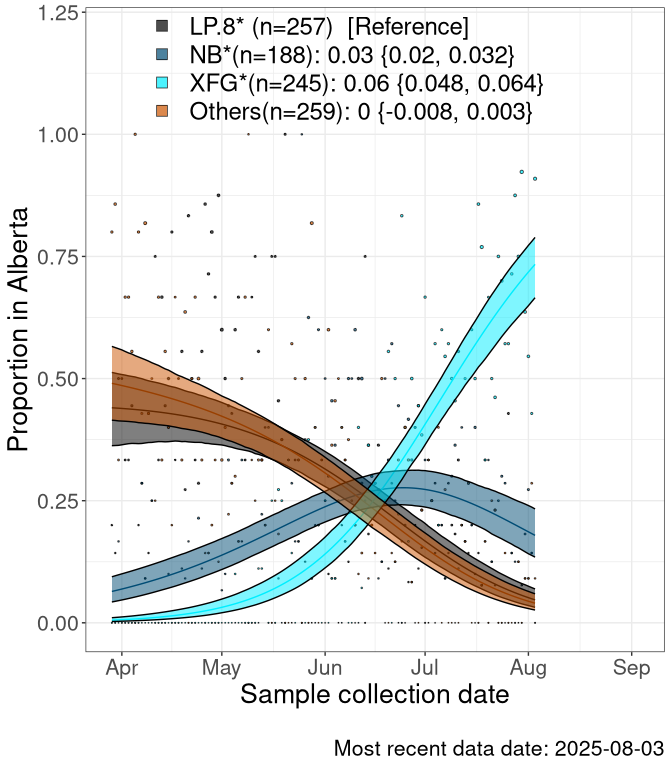 LP.8* (n=257)  [Reference]
NB*(n=188): 0.03 {0.02, 0.032}
XFG*(n=245): 0.06 {0.048, 0.064}
Others(n=259): 0 {-0.008, 0.003}
1.25
1.00
0.75
0.50
0.25
0.00
Proportion in Alberta
Apr May Jun Jul Aug Sep
Sample collection date
Most recent data date: 2025-08-03